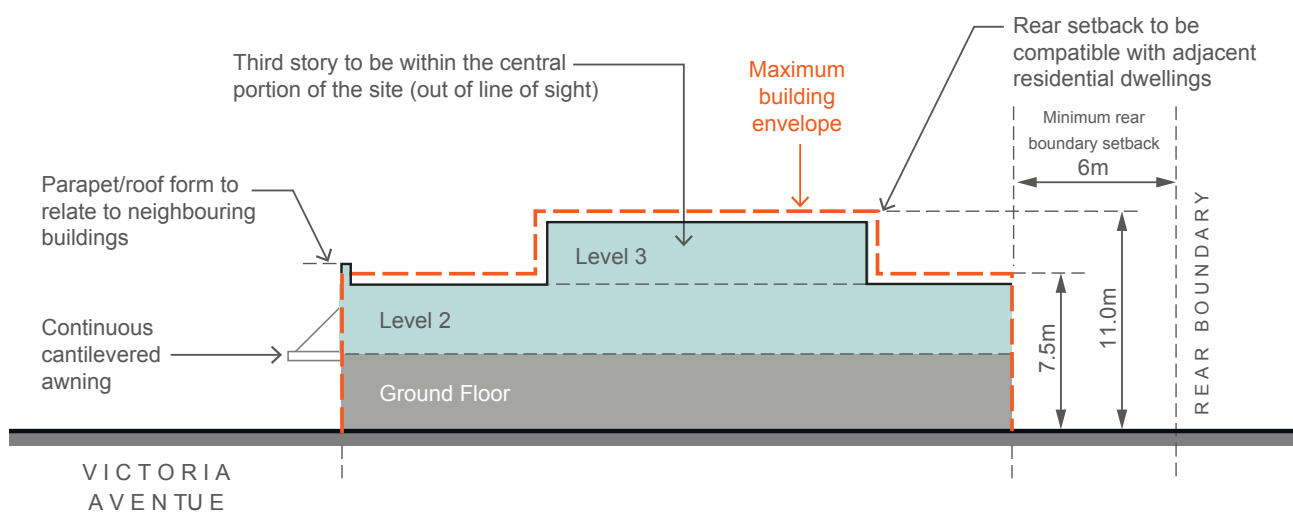 Third story to be within the central
portion of the site (out of line of sight)
Maximum
building
envelope
Rear setback to be
compatible with adjacent
residential dwellings
Minimum rear
boundary setback
6m
Parapet/roof form to
relate to neighbouring
buildings
Level 3
Level 2
Ground Floor
Continuous
cantilevered
awning
7.5m
11.0m
REAR BOUNDARY
VICTORIA
AVENTUE